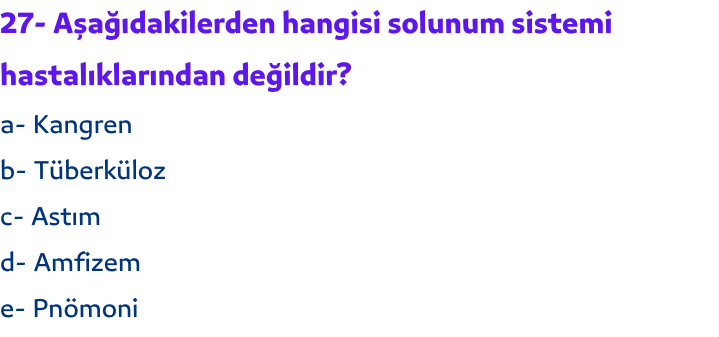 27- Aşağıdakilerden hangisi solunum sistemi
hastalıklarından değildir?
a- Kangren
b- Tüberküloz
c- Astım
d- Amfizem
e- Pnömoni